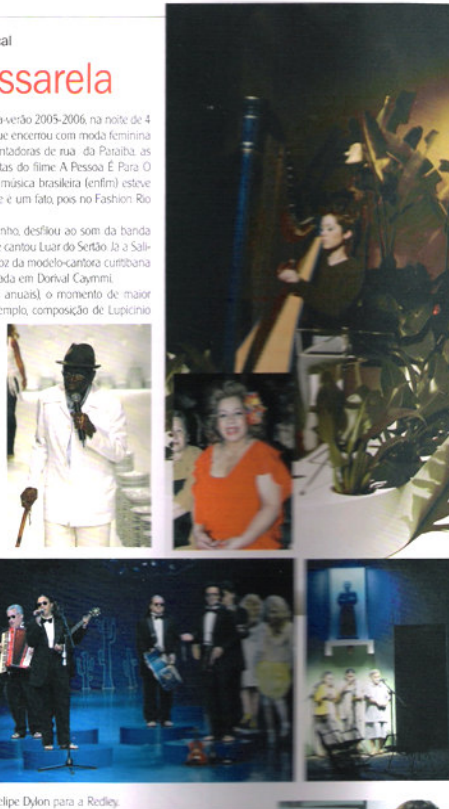 cal
ssarela
a-verão 2005-2006, na noite de 4
ue encerrou com moda feminina
ntadoras de rua da Paraíba, as
tas do filme A Pessoa É Para O
música brasileira (enfim) esteve
e é um fato, pois no Fashion Rio
nho, desfilou ao som da banda
e cantou Luar do Sertão. Já a Sali-
oz da modelo-cantora curitibana
ada em Dorival Caymmi.
anuais), o momento de maior
emplo, composição de Lupicínio
elipe Dylon para a Redley.